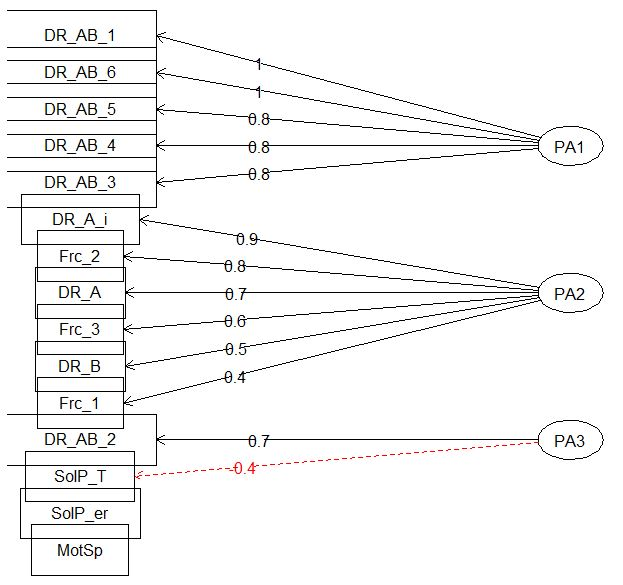 DR_AB_1
1
DR_AB_6
1
DR_AB_5
0.8
DR_AB_4
0.8
PA1
DR_AB_3
0.8
DR_A_i
0.9
Frc_2
0.8
DR_A
0.7
PA2
Frc_3
0.6
DR_B
0.5
Frc_1
0.4
DR_AB_2
0.7
PA3
SolP_T
-0.4
SolP_er
MotSp